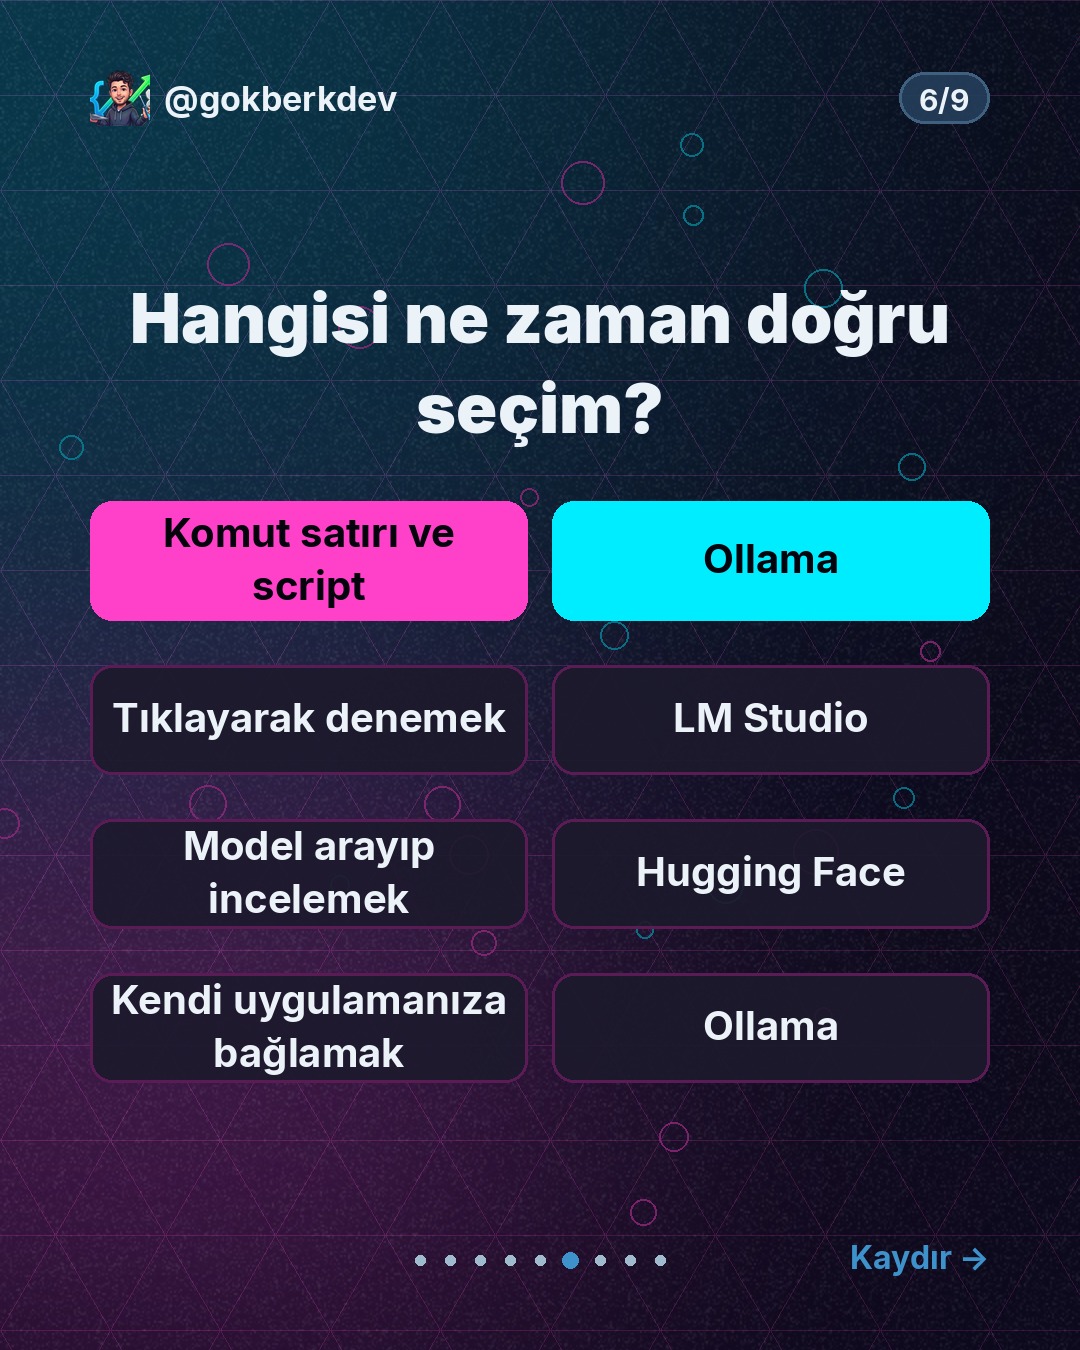 @gokberkdev
6/9
Hangisi ne zaman doğru
seçim?
Komut satırı ve
script
Ollama
Tıklayarak denemek
LM Studio
Model arayıp
incelemek
Hugging Face
Kendi uygulamanıza
bağlamak
Ollama
Kaydır →